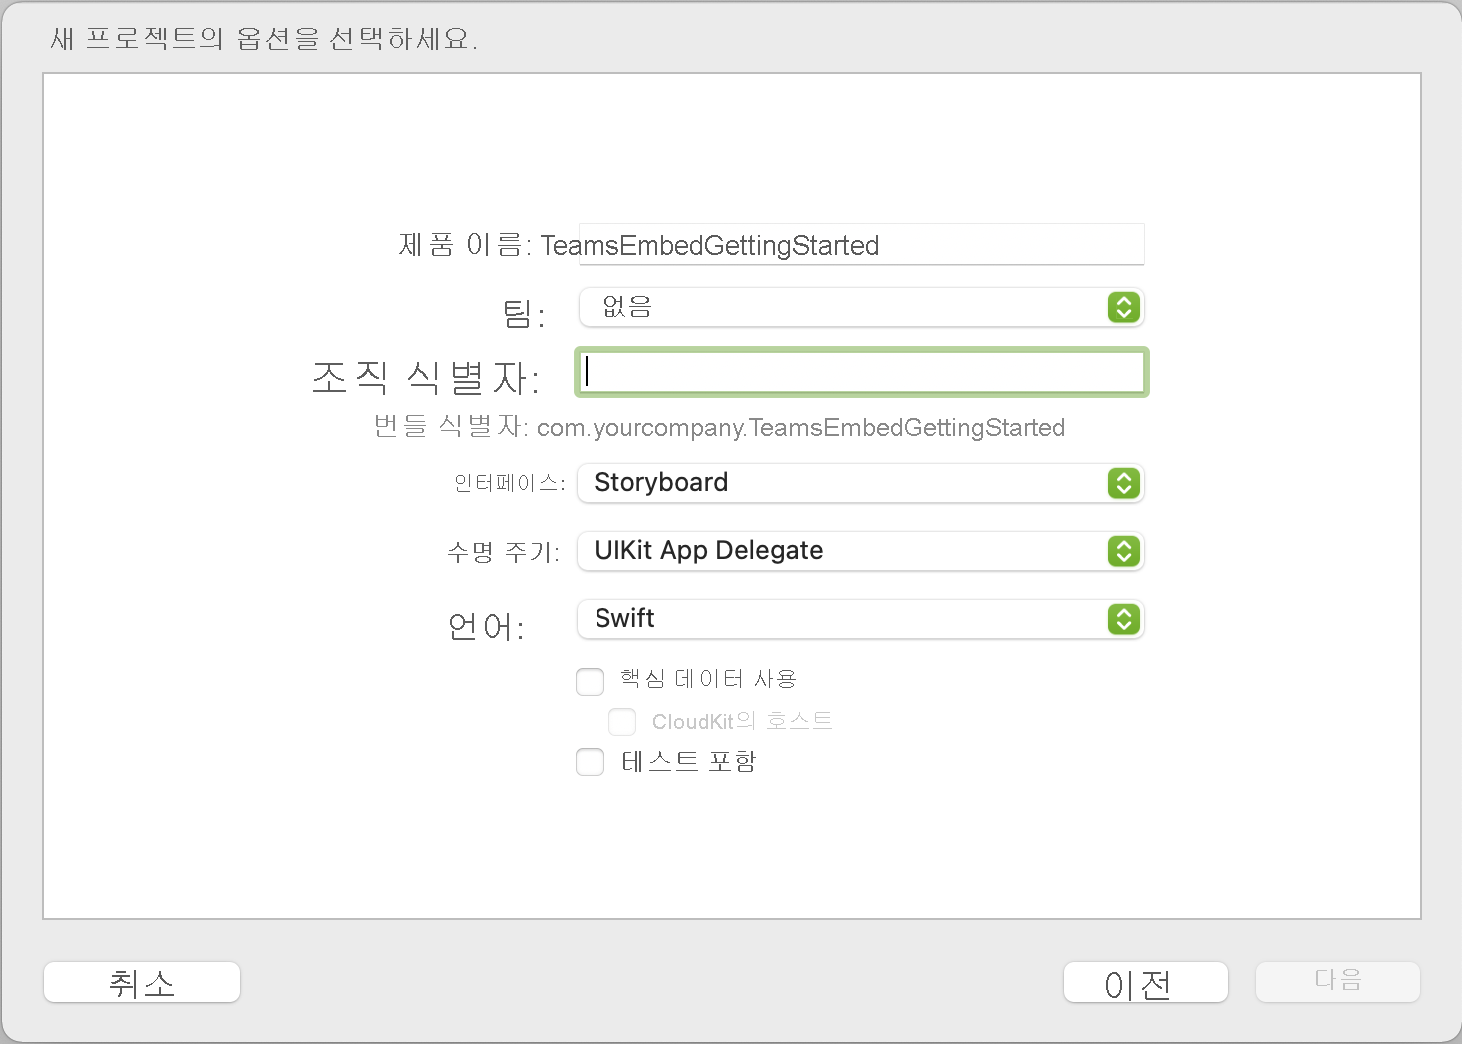 새 프로젝트의 옵션을 선택하세요.
제품 이름: TeamsEmbedGettingStarted
팀: 없음
조직 식별자:
번들 식별자: com.yourcompany.TeamsEmbedGettingStarted
인터페이스: Storyboard
수명 주기: UIKit App Delegate
언어: Swift
핵심 데이터 사용
CloudKit의 호스트
테스트 포함
취소 이전 다음